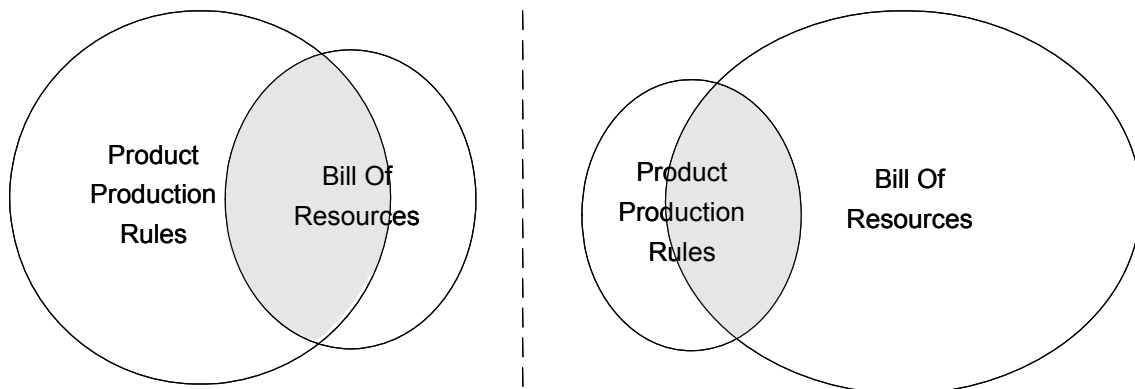 Product
Production
Rules
Bill Of
Resources
Product
Production
Rules
Bill Of
Resources